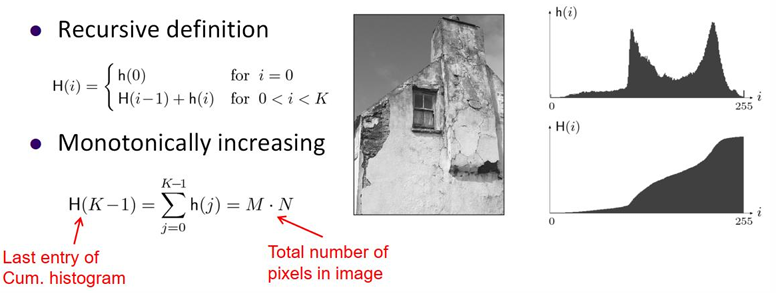 ● Recursive definition
H(i) = { h(0) for i = 0
H(i−1) + h(i) for 0 < i < K
● Monotonically increasing
H(K−1) = ∑_{j=0}^{K−1} h(j) = M · N
Last entry of
Cum. histogram
Total number of
pixels in image
h(i)
i
0 255
H(i)
i
0 255